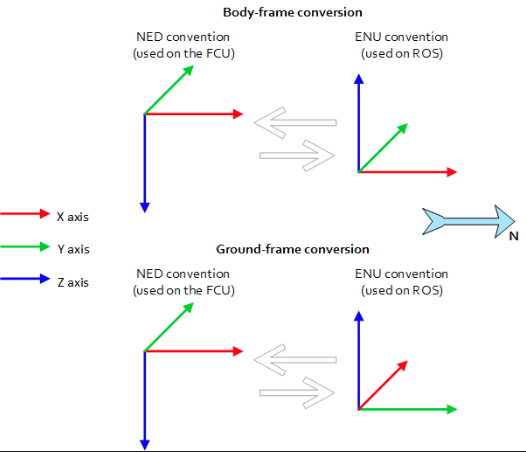 Body-frame conversion
NED convention
(used on the FCU)
ENU convention
(used on ROS)
X axis
Y axis
Z axis
N
Ground-frame conversion
NED convention
(used on the FCU)
ENU convention
(used on ROS)